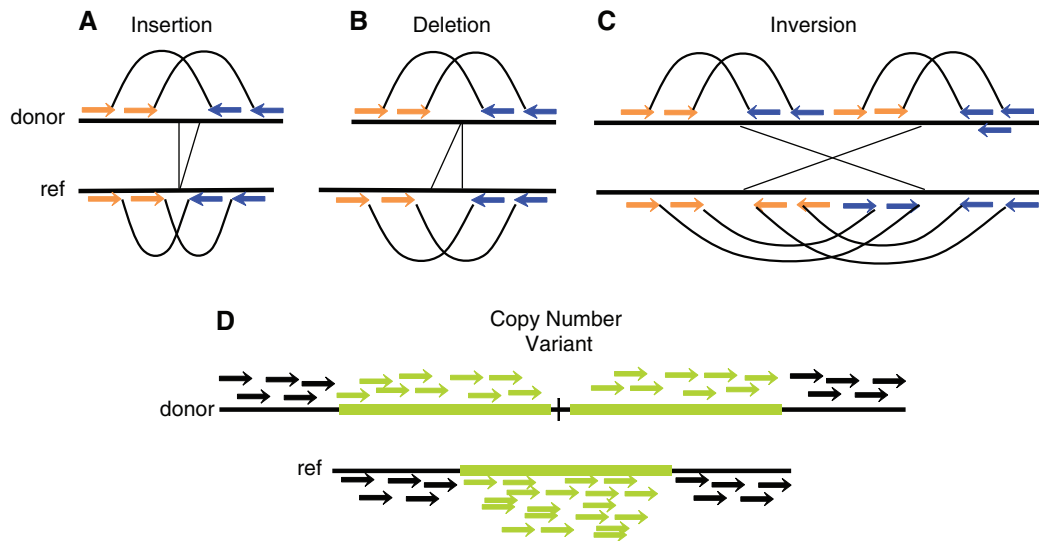 A Insertion
B Deletion
C Inversion
donor
ref
D
Copy Number
Variant
donor
ref